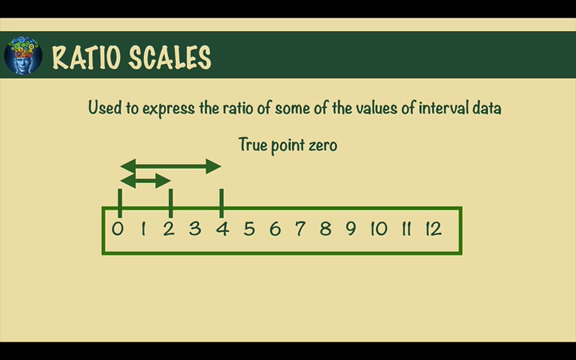 RATIO SCALES
Used to express the ratio of some of the values of interval data
True point zero
0 1 2 3 4 5 6 7 8 9 10 11 12